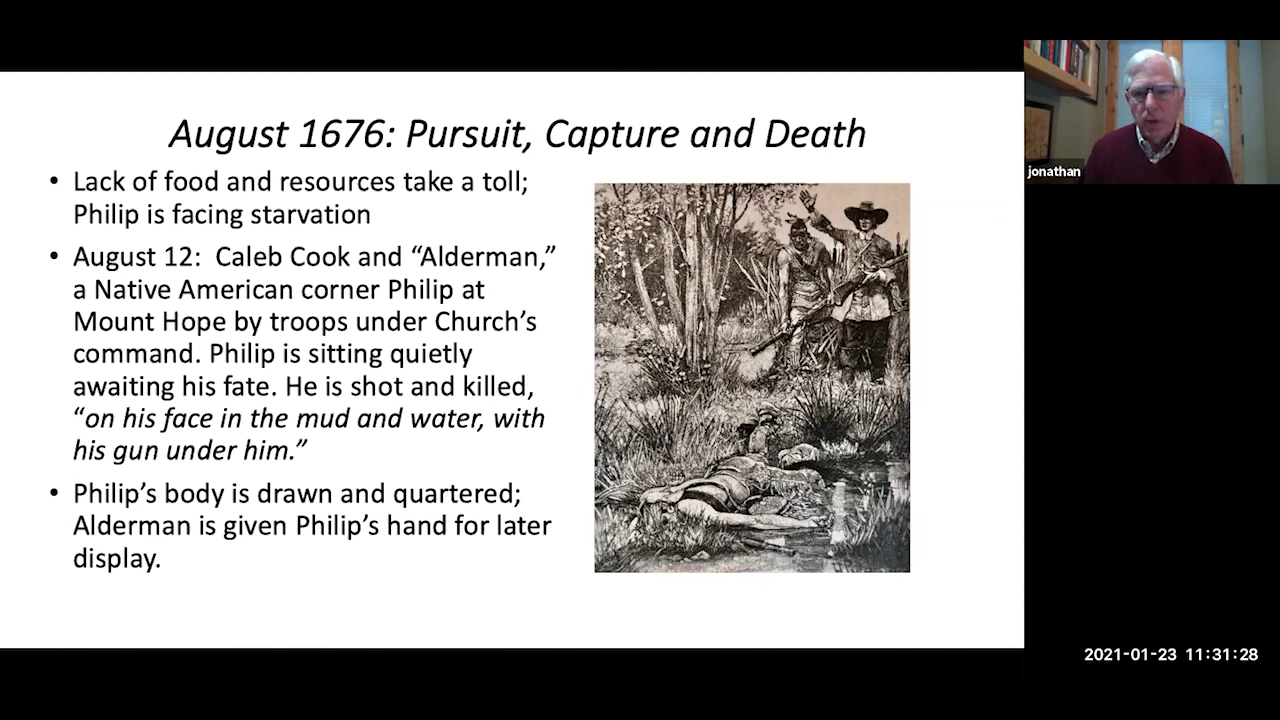 August 1676: Pursuit, Capture and Death
• Lack of food and resources take a toll;
Philip is facing starvation
• August 12:  Caleb Cook and “Alderman,”
a Native American corner Philip at
Mount Hope by troops under Church’s
command. Philip is sitting quietly
awaiting his fate. He is shot and killed,
“on his face in the mud and water, with
his gun under him.”
• Philip’s body is drawn and quartered;
Alderman is given Philip’s hand for later
display.
jonathan
2021-01-23 11:31:28